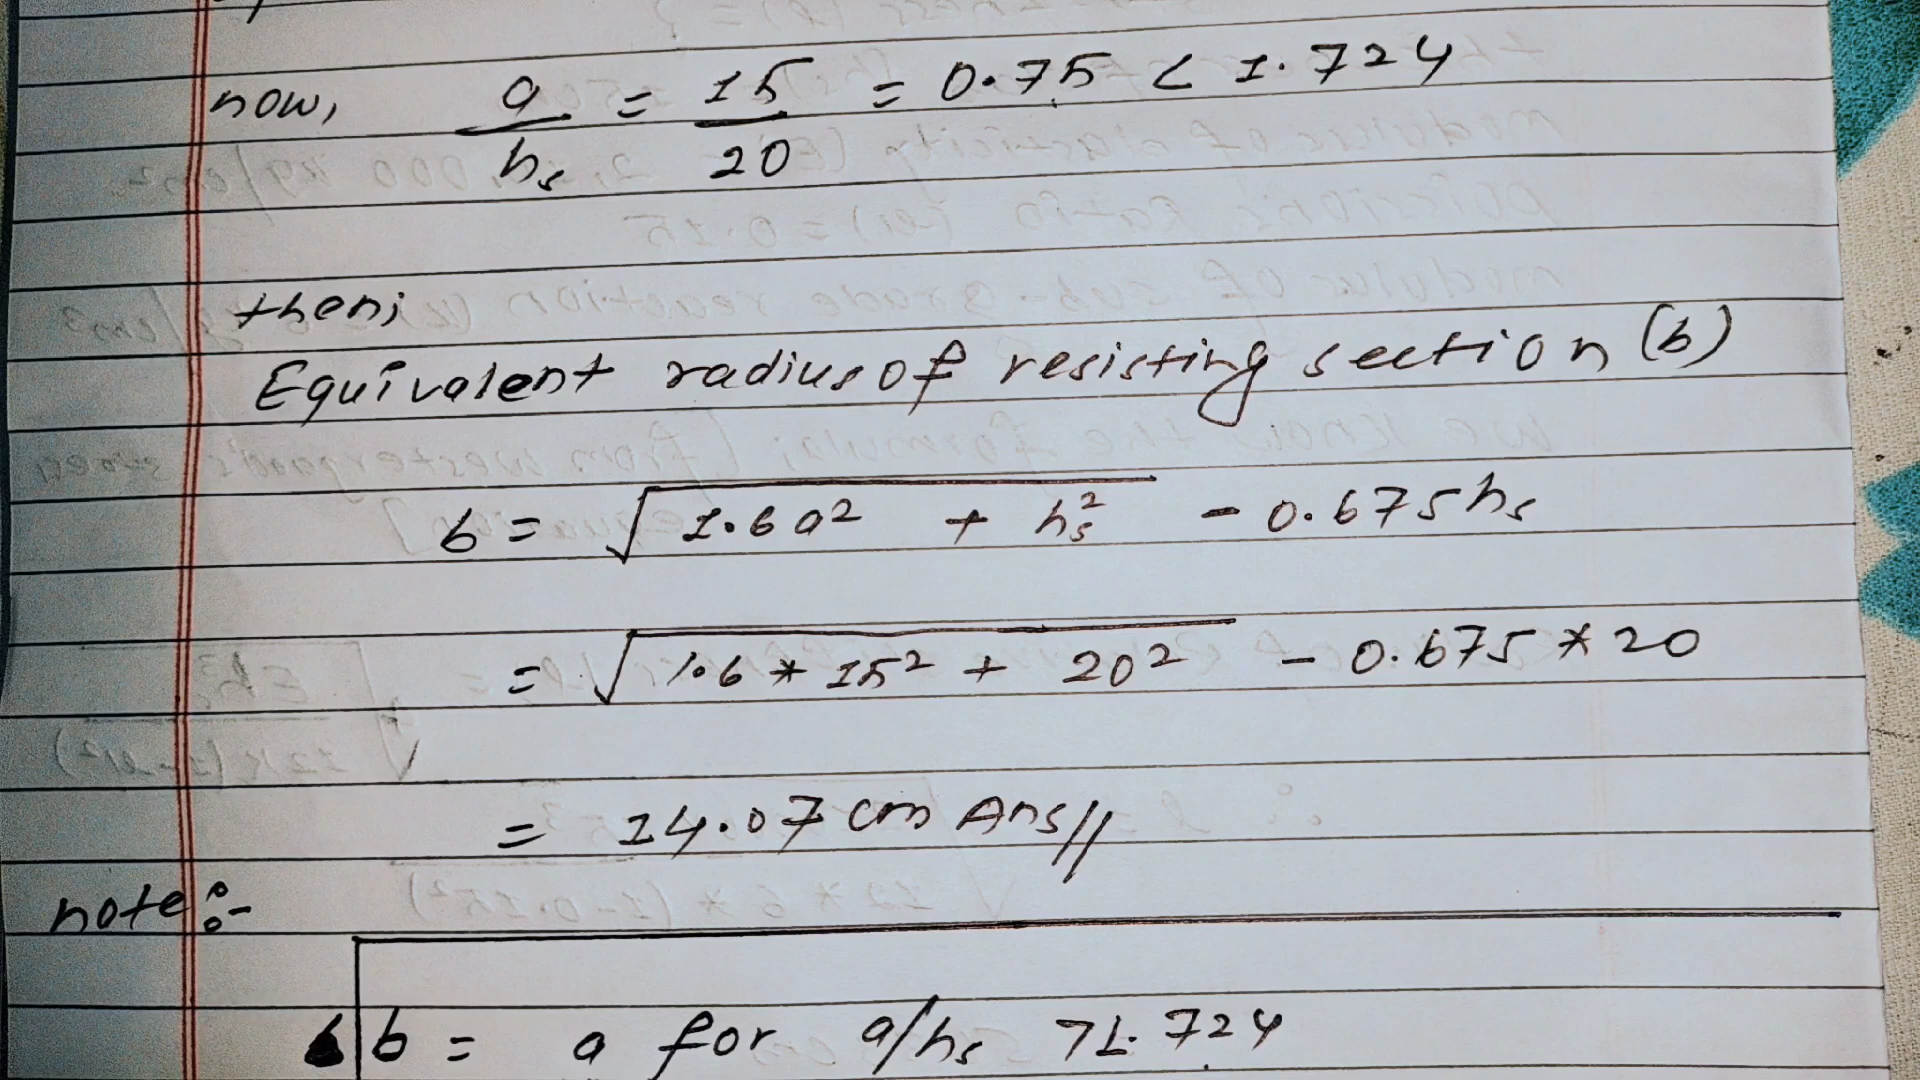 now, a/hs = 15/20 = 0.75 < 1.724
then;
Equivalent radius of resisting section (b)
b = √(1.6a² + hs²) - 0.675hs
= √(1.6 * 15² + 20²) - 0.675 * 20
= 14.07 cm Ans//
note:-
b = a for a/hs > 1.724